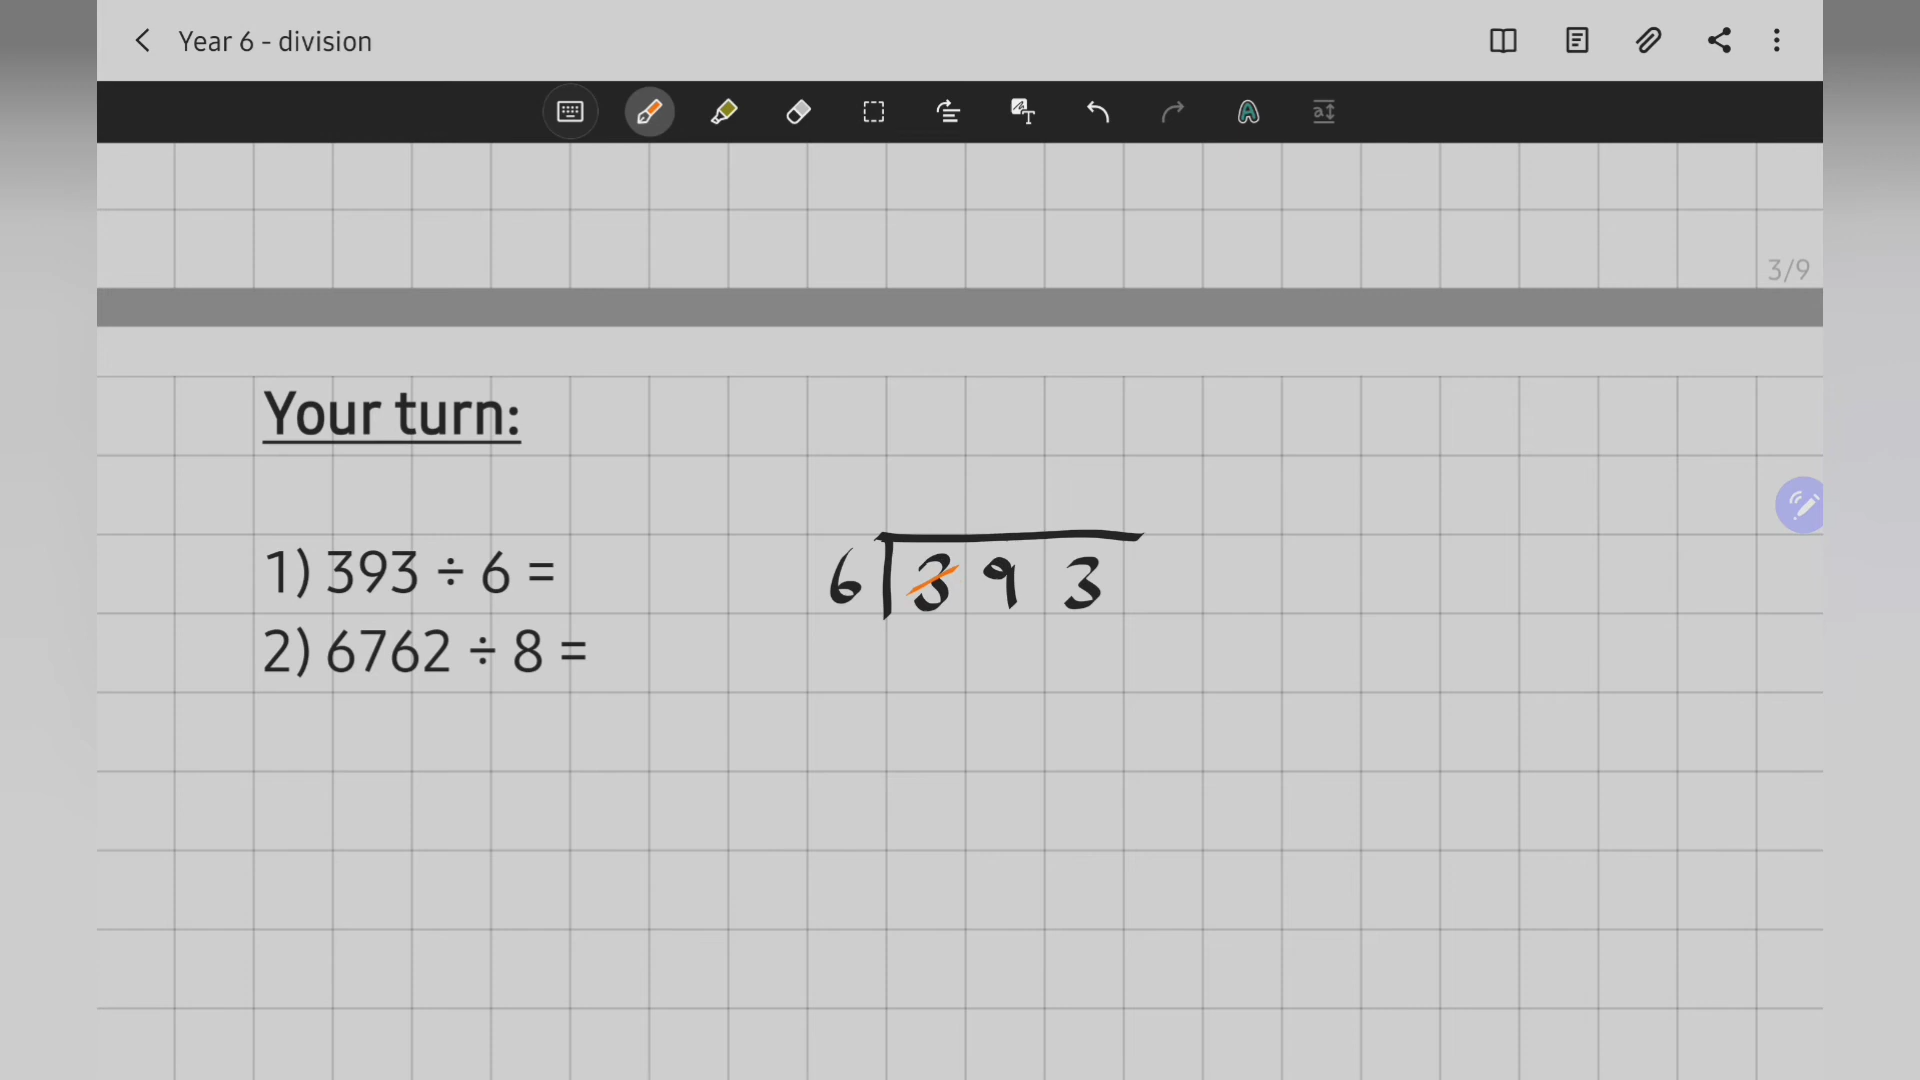 Year 6 - division
3/9
Your turn:
1) 393 ÷ 6 =
6 3 9 3
2) 6762 ÷ 8 =